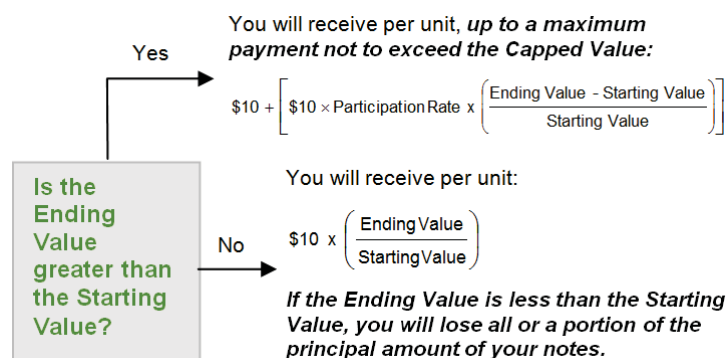 You will receive per unit, up to a maximum
payment not to exceed the Capped Value:
Yes
$10 + [ $10 × Participation Rate x ( Ending Value - Starting Value / Starting Value ) ]
Is the
Ending
Value
greater than
the Starting
Value?
No
You will receive per unit:
$10 x ( Ending Value / Starting Value )
If the Ending Value is less than the Starting
Value, you will lose all or a portion of the
principal amount of your notes.